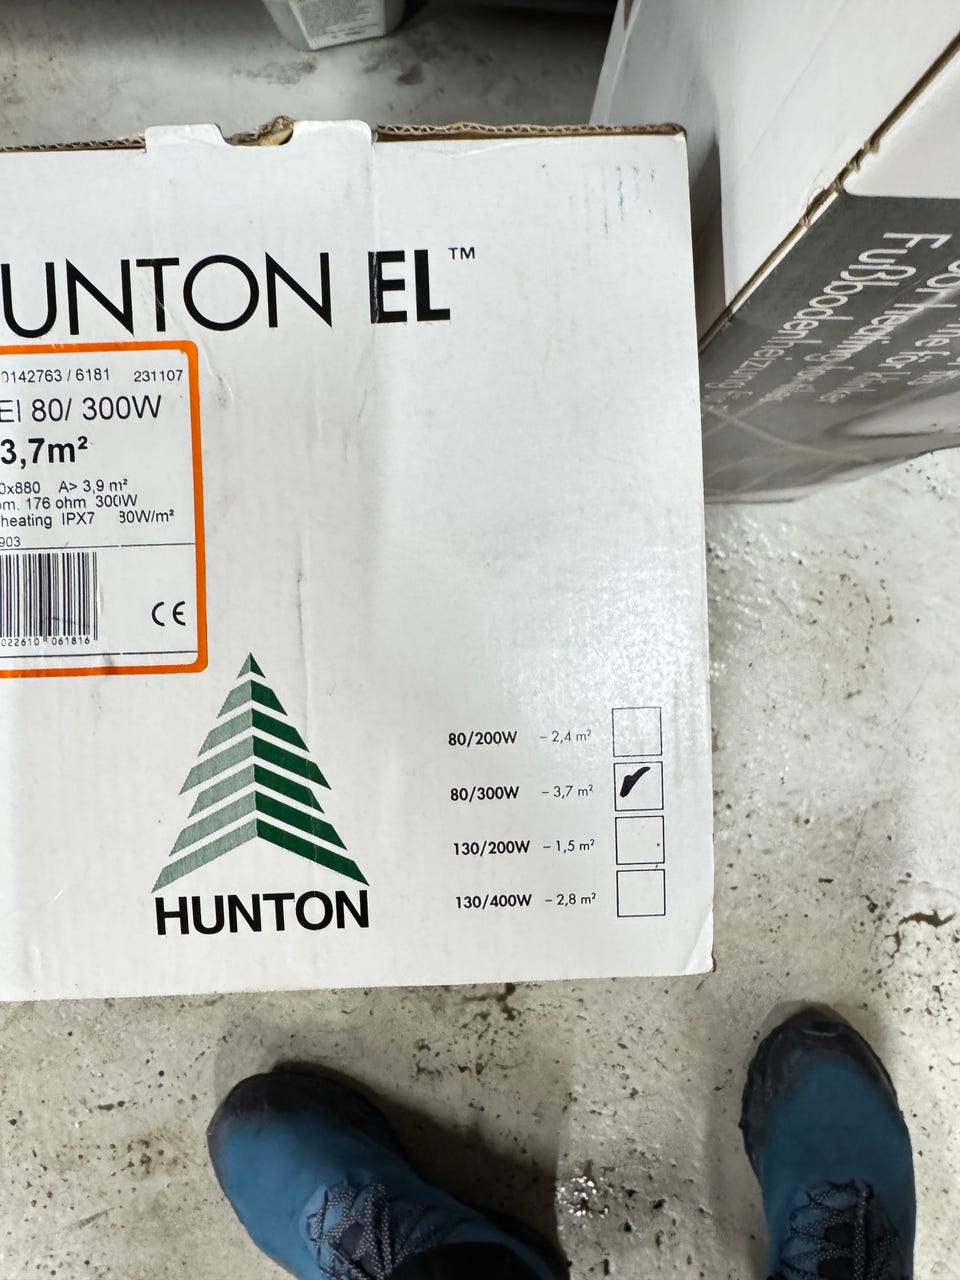 UNTON EL™
0142763 / 6181 231107
El 80/ 300W
3,7m²
0x880 A> 3,9 m²
om. 176 ohm 300W
heating IPX7 80W/m²
903
CE
022610 061816
80/200W – 2,4 m²
80/300W – 3,7 m²
130/200W – 1,5 m²
130/400W – 2,8 m²
HUNTON
Fußbodenheizung